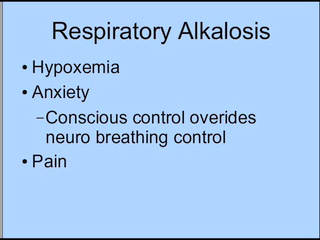 Respiratory Alkalosis
• Hypoxemia
• Anxiety
–Conscious control overides
neuro breathing control
• Pain